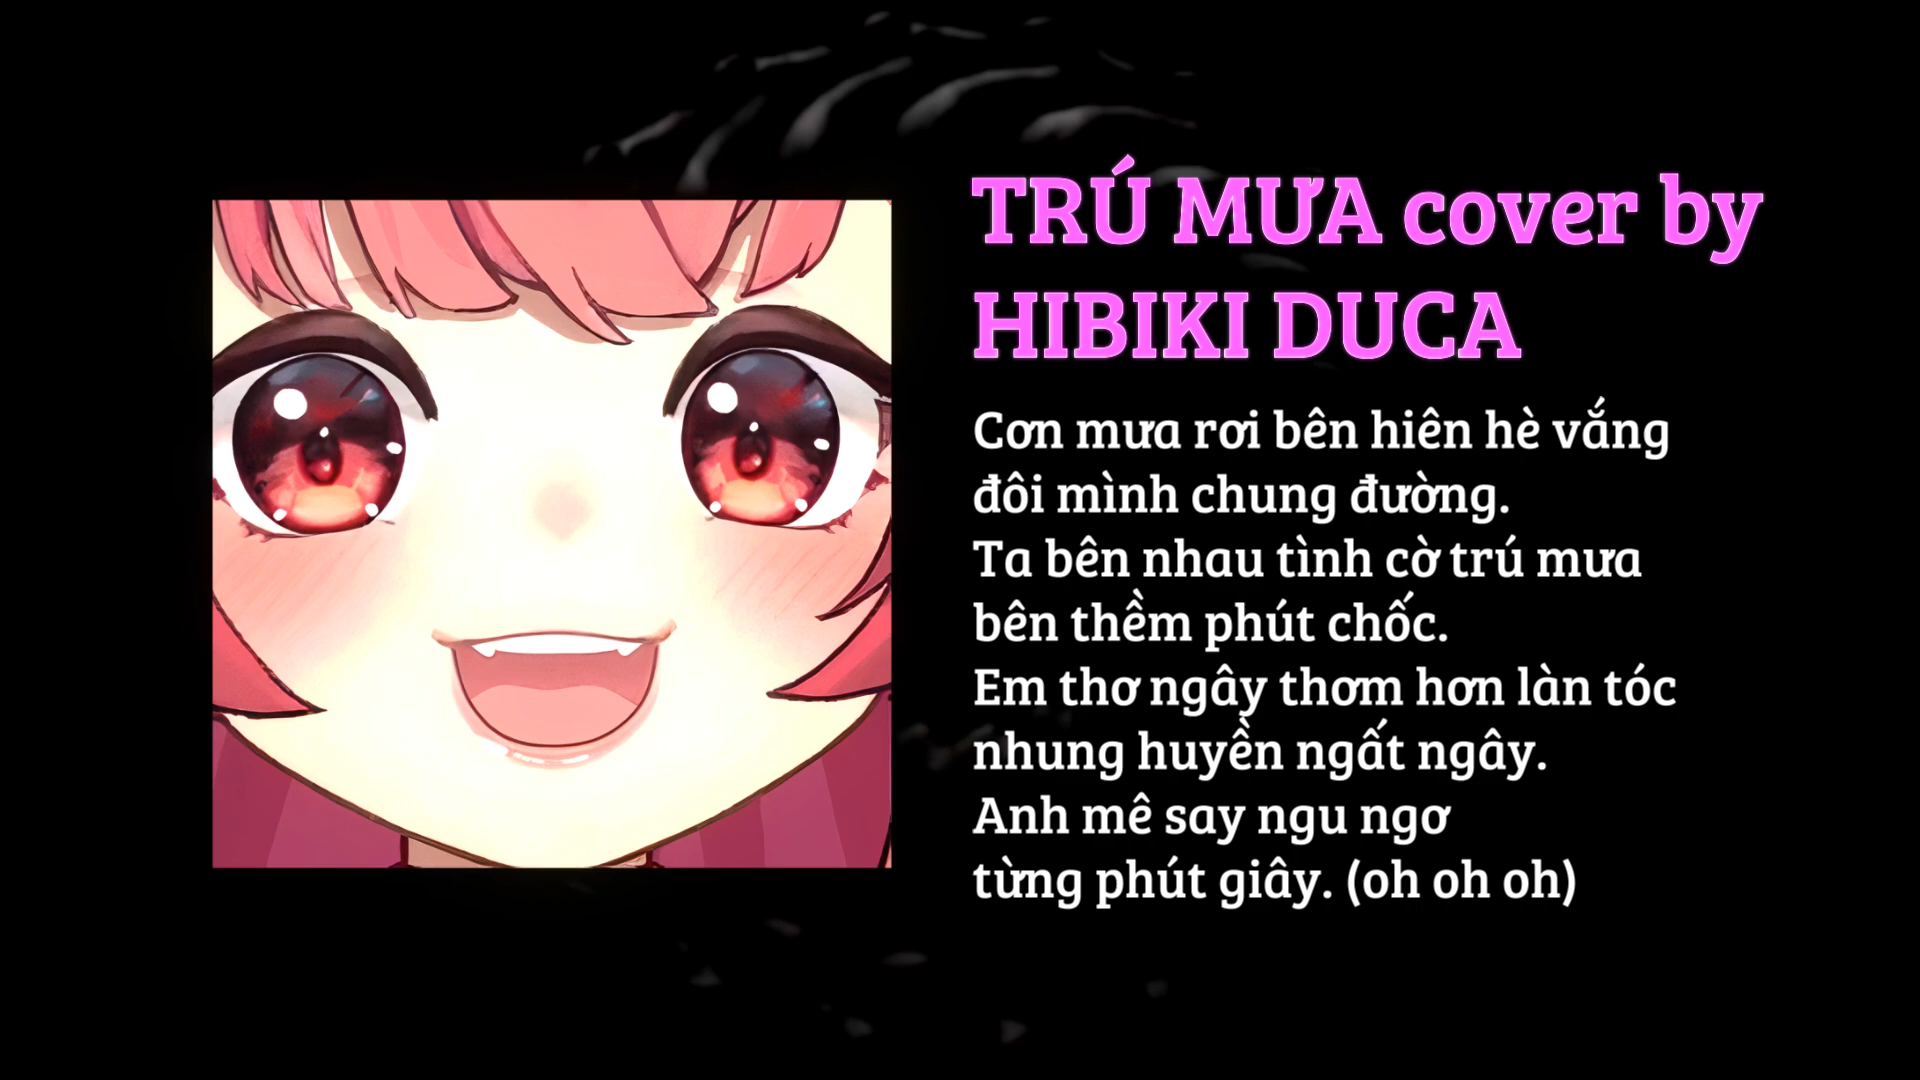 TRÚ MƯA cover by
HIBIKI DUCA
Cơn mưa rơi bên hiên hè vắng
đôi mình chung đường.
Ta bên nhau tình cờ trú mưa
bên thềm phút chốc.
Em thơ ngây thơm hơn làn tóc
nhung huyền ngất ngây.
Anh mê say ngu ngơ
từng phút giây. (oh oh oh)